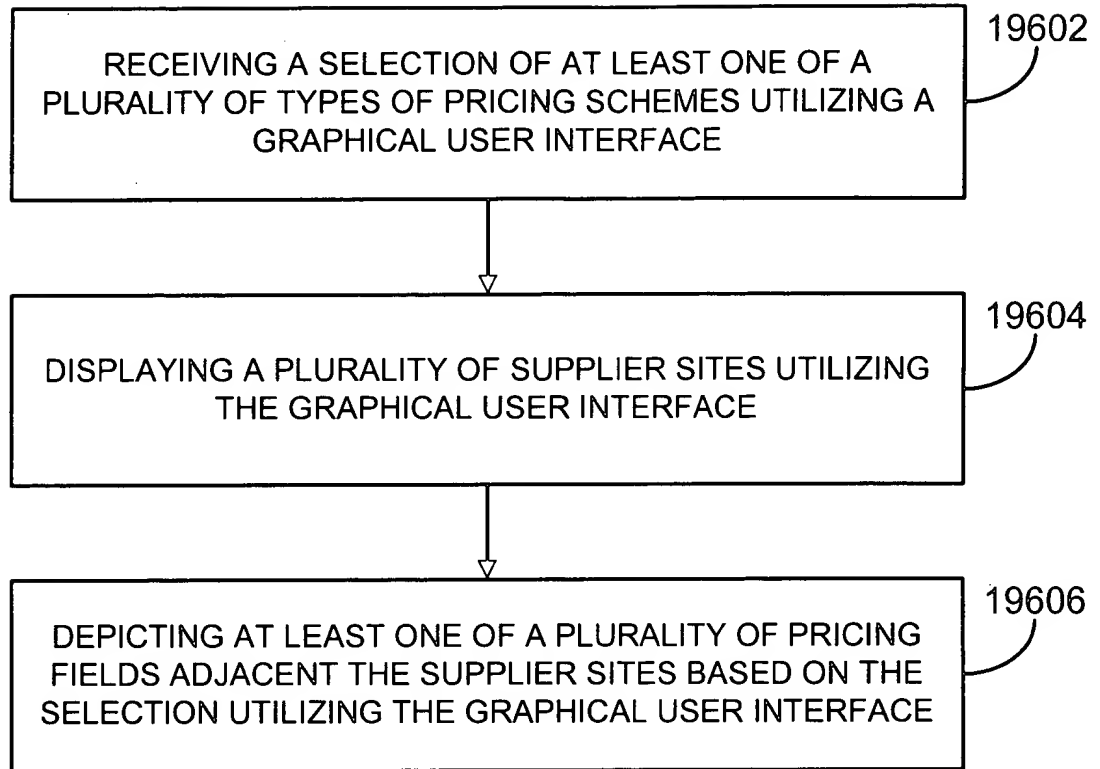 19602
RECEIVING A SELECTION OF AT LEAST ONE OF A
PLURALITY OF TYPES OF PRICING SCHEMES UTILIZING A
GRAPHICAL USER INTERFACE
19604
DISPLAYING A PLURALITY OF SUPPLIER SITES UTILIZING
THE GRAPHICAL USER INTERFACE
19606
DEPICTING AT LEAST ONE OF A PLURALITY OF PRICING
FIELDS ADJACENT THE SUPPLIER SITES BASED ON THE
SELECTION UTILIZING THE GRAPHICAL USER INTERFACE